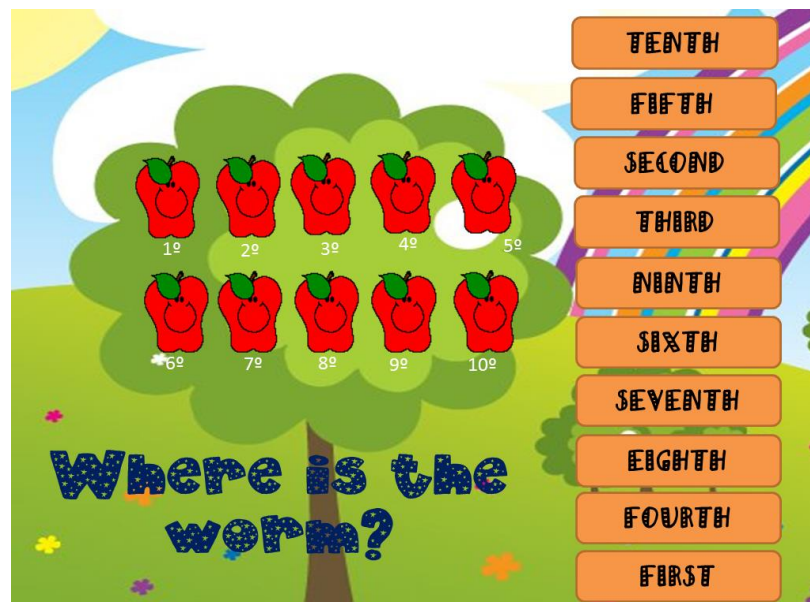 1º 2º 3º 4º 5º
6º 7º 8º 9º 10º
Where is the
worm?
TENTH
FIFTH
SECOND
THIRD
NINTH
SIXTH
SEVENTH
EIGHTH
FOURTH
FIRST